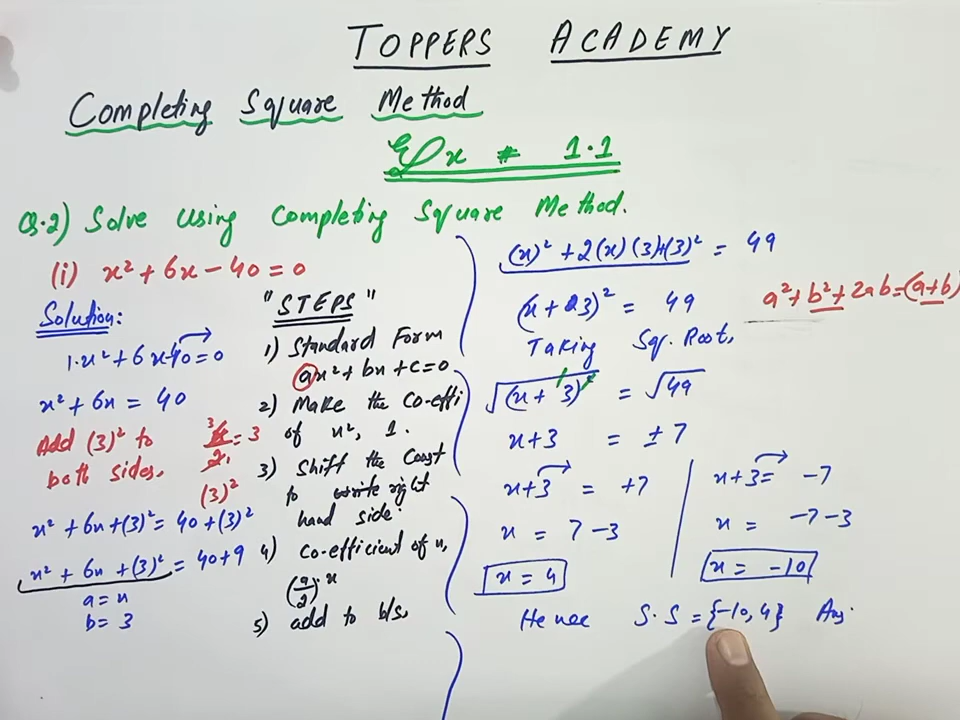 TOPPERS ACADEMY
Completing Square Method
Ex # 1.1
Q.2) Solve using Completing Square Method.
(i) x² + 6x - 40 = 0
Solution:
1.x² + 6x - 40 = 0
x² + 6x = 40
Add (3)² to
both sides.
6/2 = 3
(3)²
x² + 6x + (3)² = 40 + (3)²
x² + 6x + (3)² = 40 + 9
a = x
b = 3
"STEPS"
1) Standard Form
ax² + bx + c = 0
2) Make the Co-effi
of x², 1.
3) Shift the Const
to right
hand side.
4) Co-efficient of x,
5) add to b/s,
(x)² + 2(x)(3) + (3)² = 49
a² + b² + 2ab = (a+b)
(x + 3)² = 49
Taking Sq. Root,
√(x + 3)² = √49
x+3 = ± 7
x+3 = +7
x = 7 - 3
x = 4
x+3 = -7
x = -7 - 3
x = -10
Hence S.S = {-10, 4} Ans.